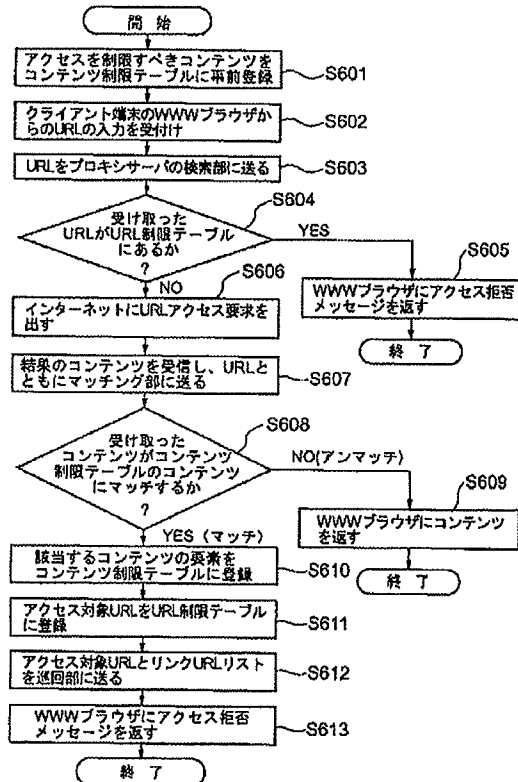 開始
アクセスを制限すべきコンテンツを
コンテンツ制限テーブルに事前登録
S601
クライアント端末のWWWブラウザか
らのURLの入力を受付け
S602
URLをプロキシサーバの検索部に送る
S603
受け取った
URLがURL制限テーブル
にあるか
?
S604
YES
NO
S605
WWWブラウザにアクセス拒否
メッセージを返す
終了
S606
インターネットにURLアクセス要求を
出す
結果のコンテンツを受信し、URLと
ともにマッチング部に送る
S607
受け取った
コンテンツがコンテンツ
制限テーブルのコンテンツ
にマッチするか
?
S608
NO(アンマッチ)
YES (マッチ)
S609
WWWブラウザにコンテンツ
を返す
終了
該当するコンテンツの要素を
コンテンツ制限テーブルに登録
S610
アクセス対象URLをURL制限テーブル
に登録
S611
アクセス対象URLとリンクURLリスト
を巡回部に送る
S612
WWWブラウザにアクセス拒否
メッセージを返す
S613
終了